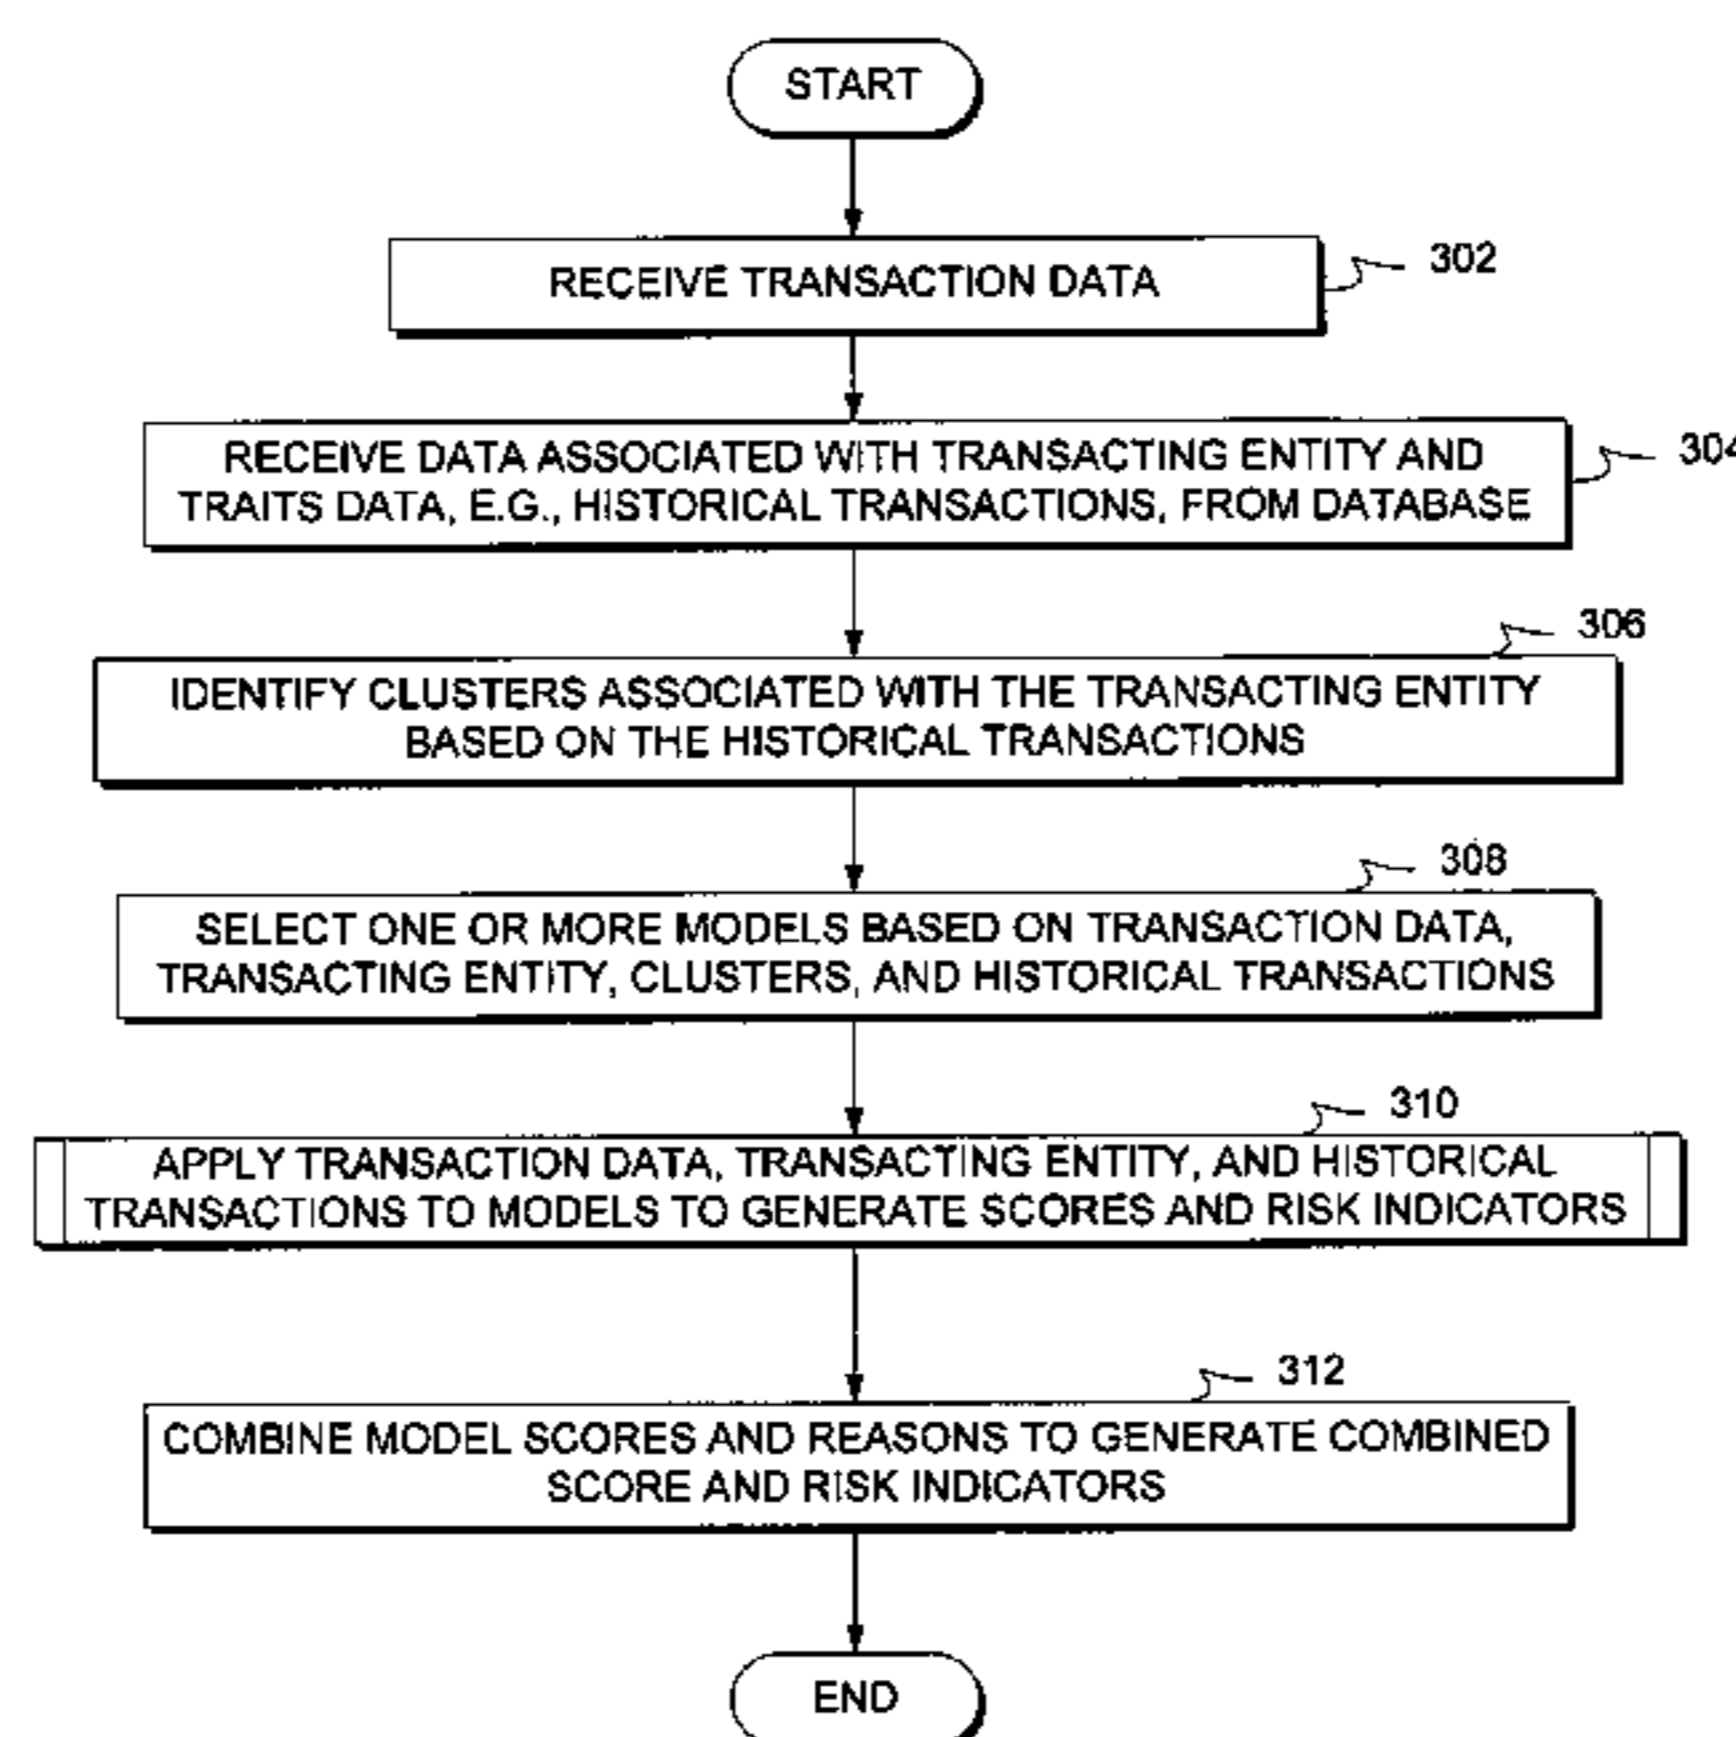 START
RECEIVE TRANSACTION DATA
302
RECEIVE DATA ASSOCIATED WITH TRANSACTING ENTITY AND
TRAITS DATA, E.G., HISTORICAL TRANSACTIONS, FROM DATABASE
304
306
IDENTIFY CLUSTERS ASSOCIATED WITH THE TRANSACTING ENTITY
BASED ON THE HISTORICAL TRANSACTIONS
308
SELECT ONE OR MORE MODELS BASED ON TRANSACTION DATA,
TRANSACTING ENTITY, CLUSTERS, AND HISTORICAL TRANSACTIONS
310
APPLY TRANSACTION DATA, TRANSACTING ENTITY, AND HISTORICAL
TRANSACTIONS TO MODELS TO GENERATE SCORES AND RISK INDICATORS
312
COMBINE MODEL SCORES AND REASONS TO GENERATE COMBINED
SCORE AND RISK INDICATORS
END